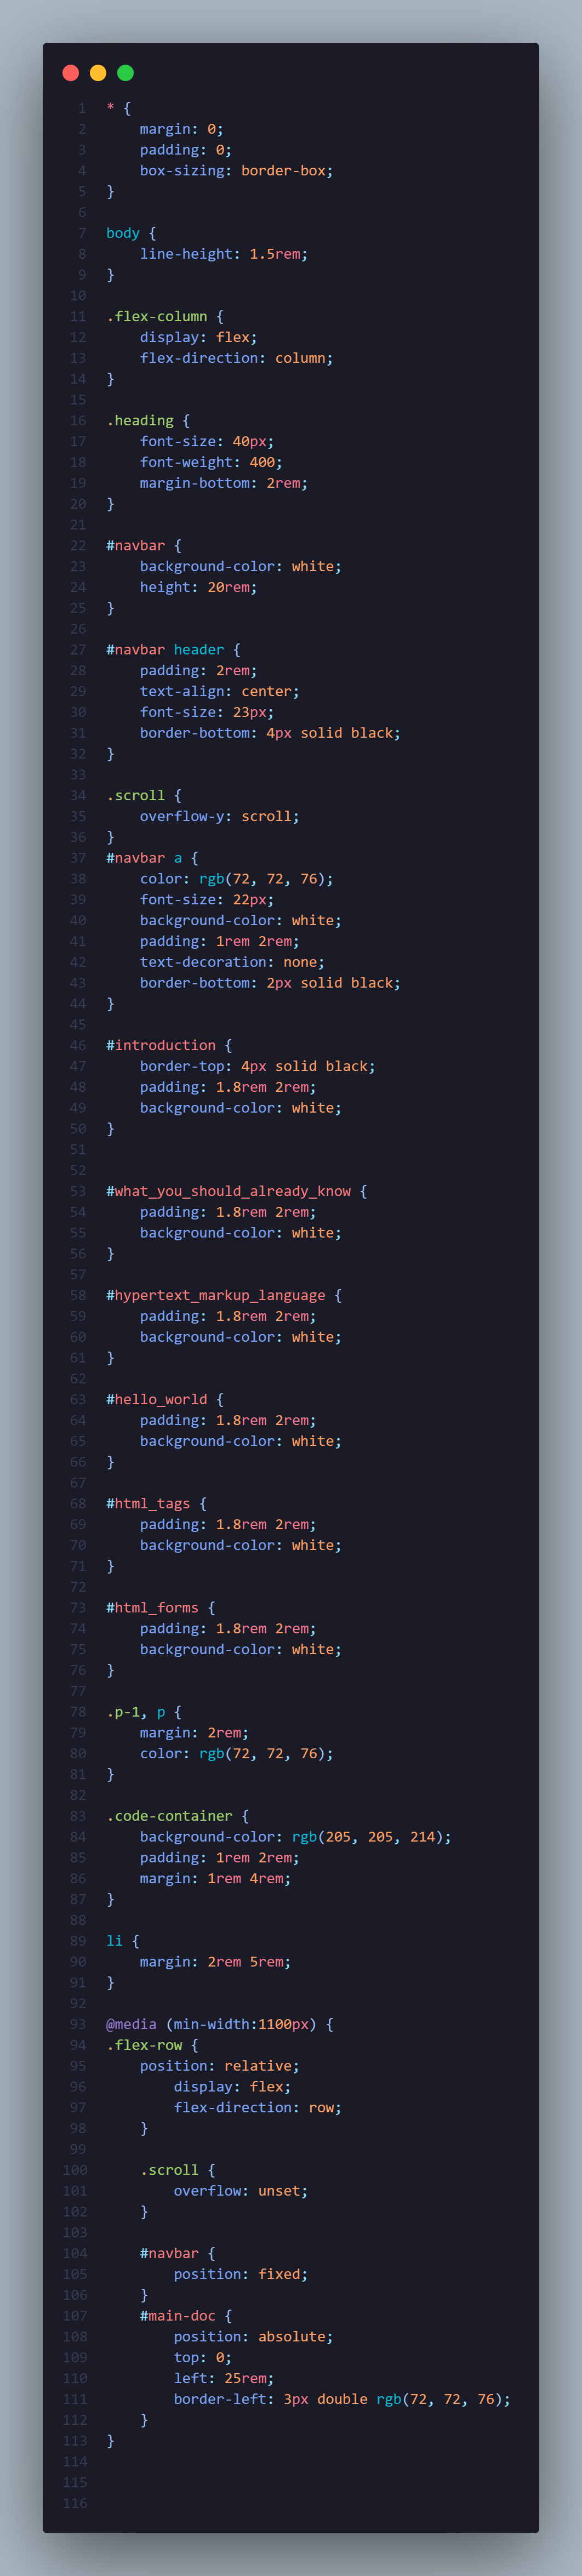 1 * {
2     margin: 0;
3     padding: 0;
4     box-sizing: border-box;
5 }
6
7 body {
8     line-height: 1.5rem;
9 }
10
11 .flex-column {
12     display: flex;
13     flex-direction: column;
14 }
15
16 .heading {
17     font-size: 40px;
18     font-weight: 400;
19     margin-bottom: 2rem;
20 }
21
22 #navbar {
23     background-color: white;
24     height: 20rem;
25 }
26
27 #navbar header {
28     padding: 2rem;
29     text-align: center;
30     font-size: 23px;
31     border-bottom: 4px solid black;
32 }
33
34 .scroll {
35     overflow-y: scroll;
36 }
37 #navbar a {
38     color: rgb(72, 72, 76);
39     font-size: 22px;
40     background-color: white;
41     padding: 1rem 2rem;
42     text-decoration: none;
43     border-bottom: 2px solid black;
44 }
45
46 #introduction {
47     border-top: 4px solid black;
48     padding: 1.8rem 2rem;
49     background-color: white;
50 }
51
52
53 #what_you_should_already_know {
54     padding: 1.8rem 2rem;
55     background-color: white;
56 }
57
58 #hypertext_markup_language {
59     padding: 1.8rem 2rem;
60     background-color: white;
61 }
62
63 #hello_world {
64     padding: 1.8rem 2rem;
65     background-color: white;
66 }
67
68 #html_tags {
69     padding: 1.8rem 2rem;
70     background-color: white;
71 }
72
73 #html_forms {
74     padding: 1.8rem 2rem;
75     background-color: white;
76 }
77
78 .p-1, p {
79     margin: 2rem;
80     color: rgb(72, 72, 76);
81 }
82
83 .code-container {
84     background-color: rgb(205, 205, 214);
85     padding: 1rem 2rem;
86     margin: 1rem 4rem;
87 }
88
89 li {
90     margin: 2rem 5rem;
91 }
92
93 @media (min-width:1100px) {
94 .flex-row {
95     position: relative;
96         display: flex;
97         flex-direction: row;
98     }
99
100     .scroll {
101         overflow: unset;
102     }
103
104     #navbar {
105         position: fixed;
106     }
107     #main-doc {
108         position: absolute;
109         top: 0;
110         left: 25rem;
111         border-left: 3px double rgb(72, 72, 76);
112     }
113 }
114
115
116